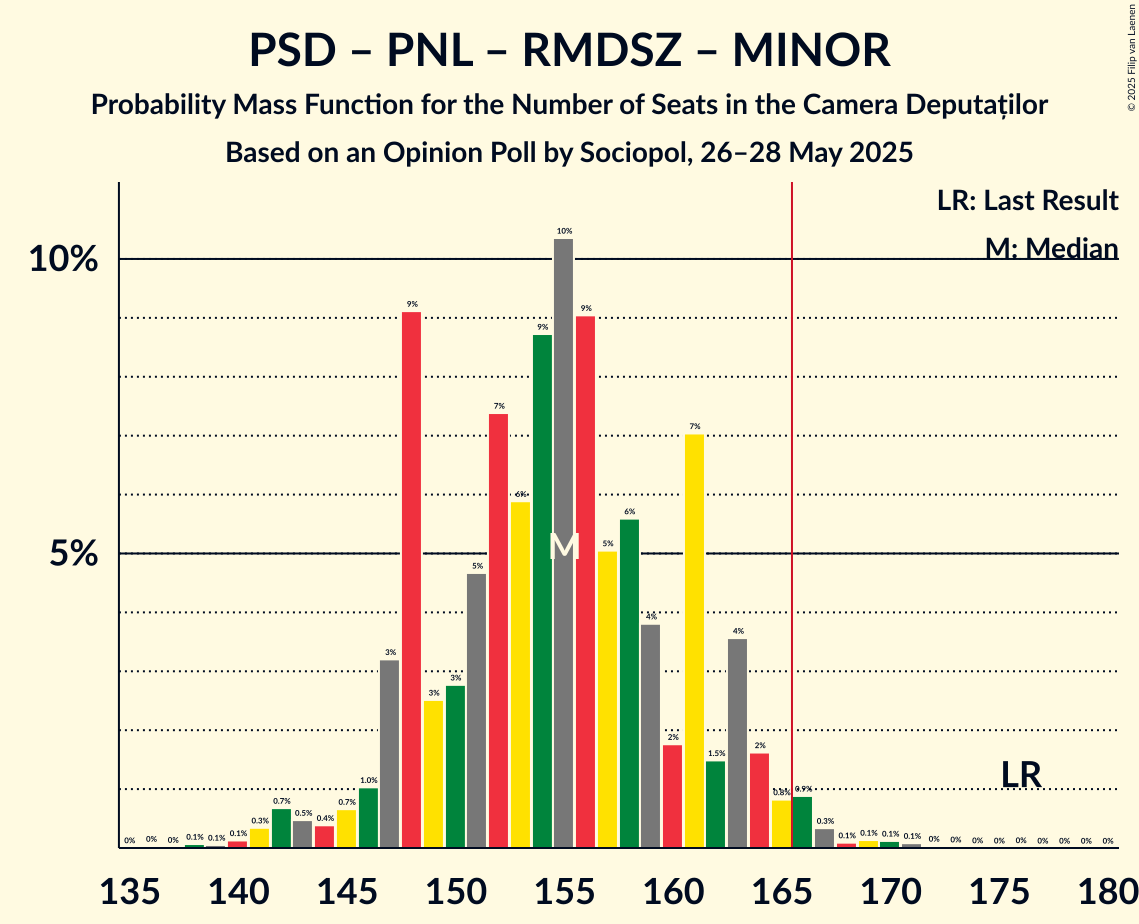 PSD – PNL – RMDSZ – MINOR
Probability Mass Function for the Number of Seats in the Camera Deputaților
Based on an Opinion Poll by Sociopol, 26–28 May 2025
© 2025 Filip van Laenen
LR: Last Result
M: Median
10%
5%
0% 0% 0% 0.1% 0.1% 0.1% 0.3% 0.7% 0.5% 0.4% 0.7% 1.0% 3% 9% 3% 3% 5% 7% 6% 9% 10% 9% 5% 6% 4% 2% 7% 1.5% 4% 2% 0.8% 0.9% 0.3% 0.1% 0.1% 0.1% 0.1% 0% 0% 0% 0% 0% 0% 0% 0% 0%
M
LR
135 140 145 150 155 160 165 170 175 180